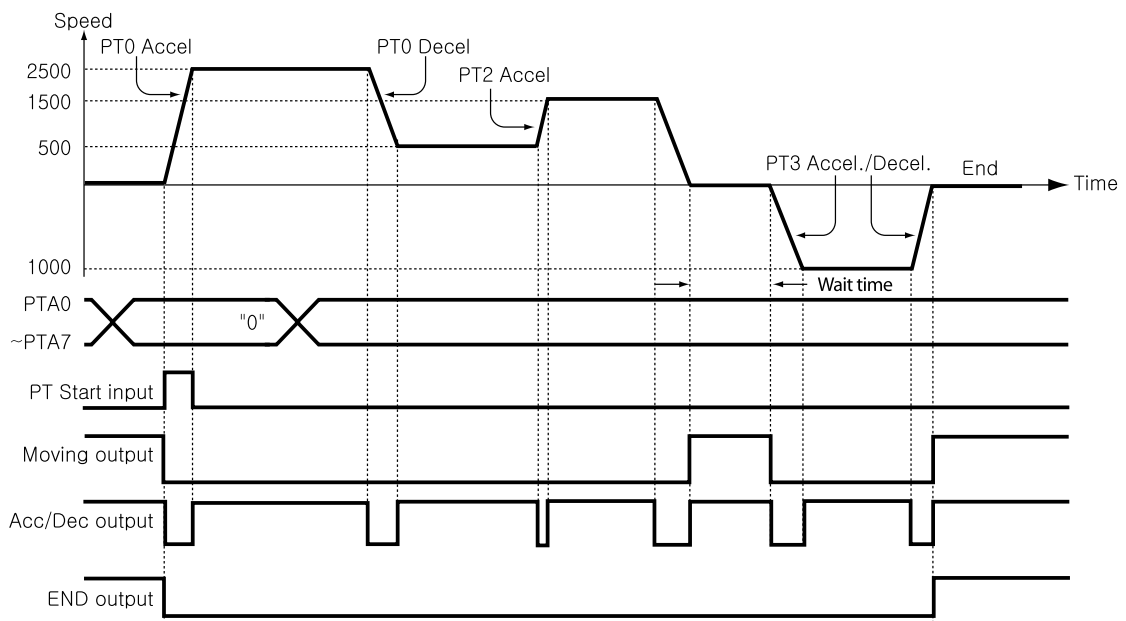 Speed
PT0 Accel
PT0 Decel
PT2 Accel
2500
1500
500
PT3 Accel./Decel.
End
Time
1000
Wait time
PTA0
"0"
~PTA7
PT Start input
Moving output
Acc/Dec output
END output